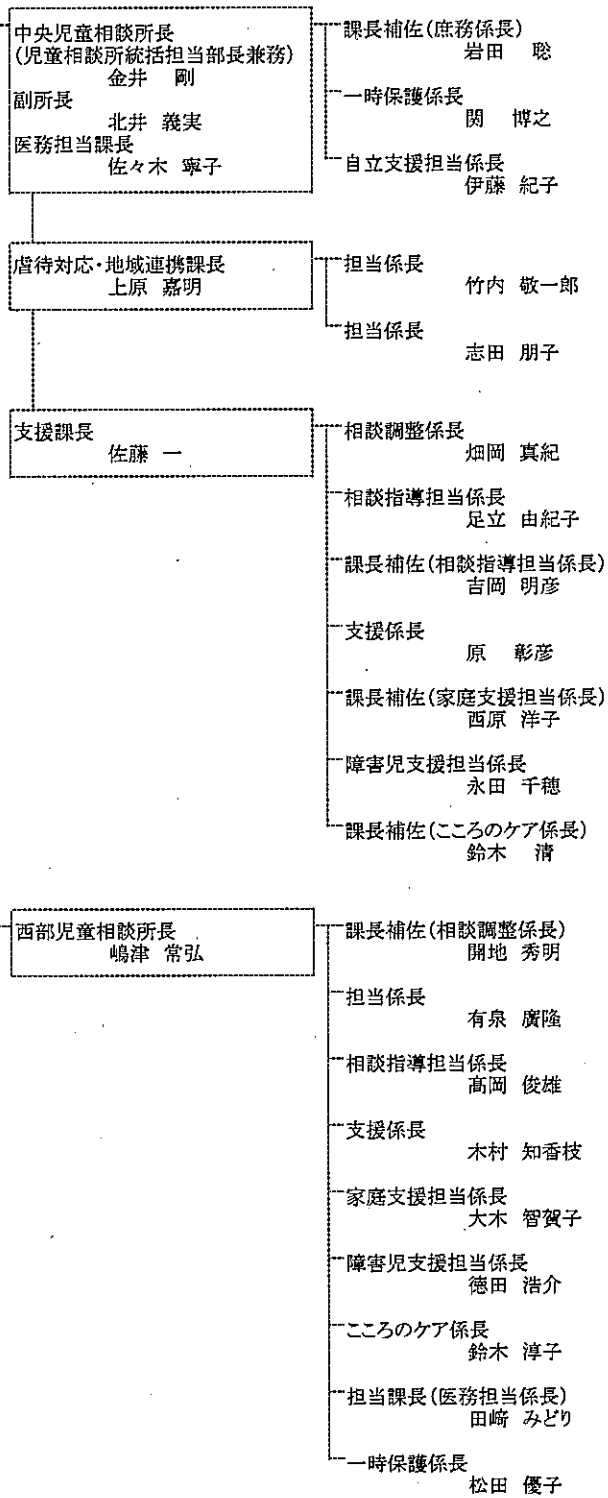 中央児童相談所長
(児童相談所統括担当部長兼務)
金井 剛
副所長
北井 義実
医務担当課長
佐々木 寧子
課長補佐(庶務係長)
岩田 聡
一時保護係長
関 博之
自立支援担当係長
伊藤 紀子
虐待対応・地域連携課長
上原 嘉明
担当係長
竹内 敬一郎
担当係長
志田 朋子
支援課長
佐藤 一
相談調整係長
畑岡 真紀
相談指導担当係長
足立 由紀子
課長補佐(相談指導担当係長)
吉岡 明彦
支援係長
原 彰彦
課長補佐(家庭支援担当係長)
西原 洋子
障害児支援担当係長
永田 千穂
課長補佐(こころのケア係長)
鈴木 清
西部児童相談所長
嶋津 常弘
課長補佐(相談調整係長)
開地 秀明
担当係長
有泉 廣隆
相談指導担当係長
髙岡 俊雄
支援係長
木村 知香枝
家庭支援担当係長
大木 智賀子
障害児支援担当係長
徳田 浩介
こころのケア係長
鈴木 淳子
担当課長(医務担当係長)
田﨑 みどり
一時保護係長
松田 優子